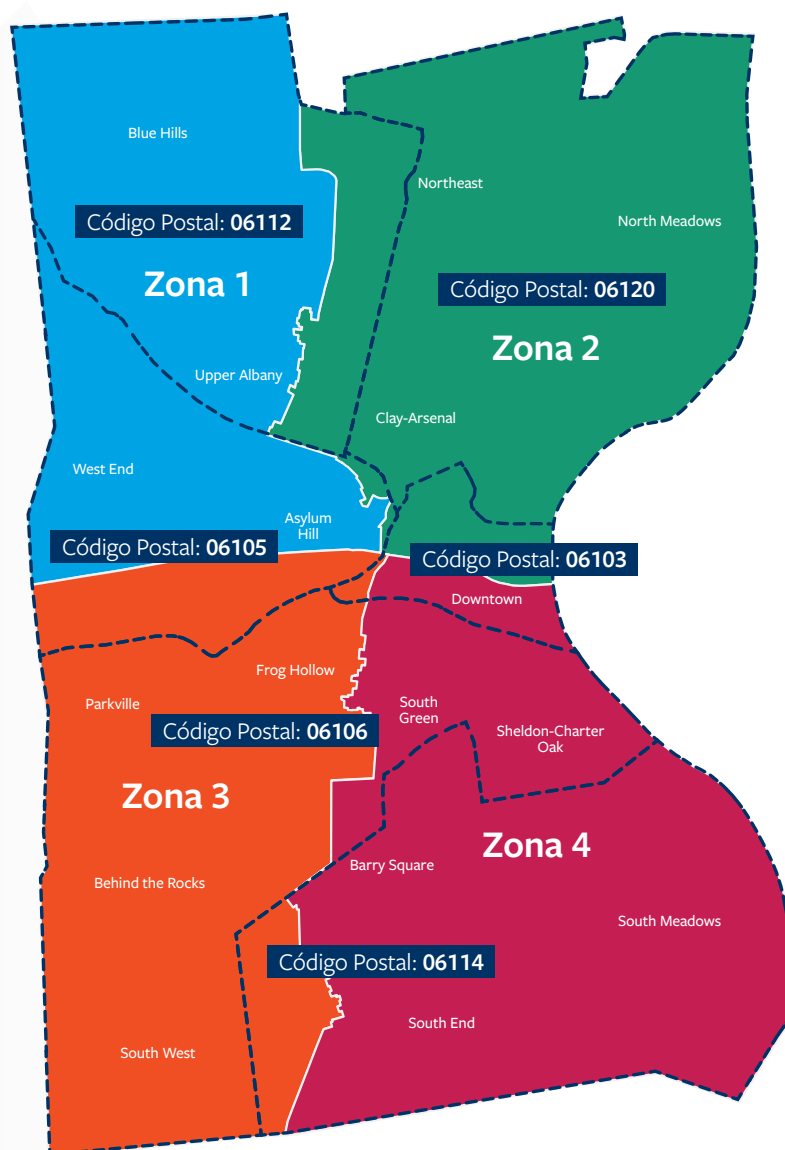 Blue Hills
Northeast
Código Postal: 06112
North Meadows
Zona 1
Código Postal: 06120
Zona 2
Upper Albany
Clay-Arsenal
West End
Asylum
Hill
Código Postal: 06105
Código Postal: 06103
Downtown
Frog Hollow
Parkville
South
Green
Código Postal: 06106
Sheldon-Charter
Oak
Zona 3
Zona 4
Barry Square
Behind the Rocks
South Meadows
Código Postal: 06114
South End
South West